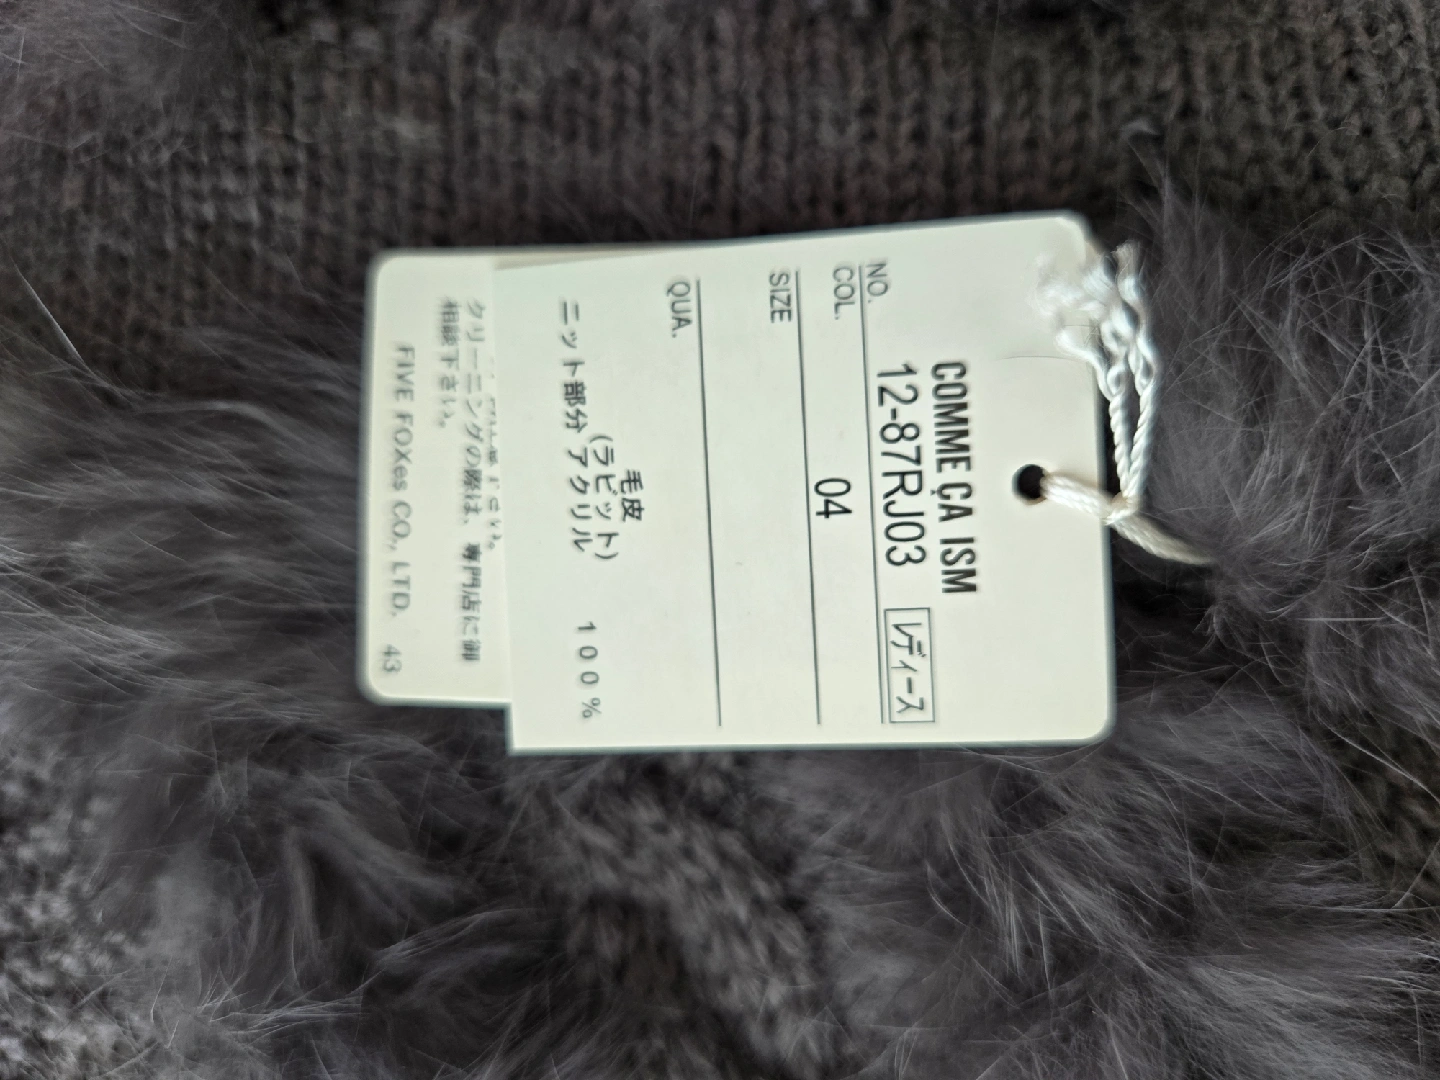 COMME ÇA ISM
NO. 12-87RJ03 レディース
COL. 04
SIZE
QUA.
毛皮
(ラビット)
ニット部分 アクリル 100%
クリーニングの際は、専門店に御
相談下さい。
FIVE FOXes CO., LTD. 43